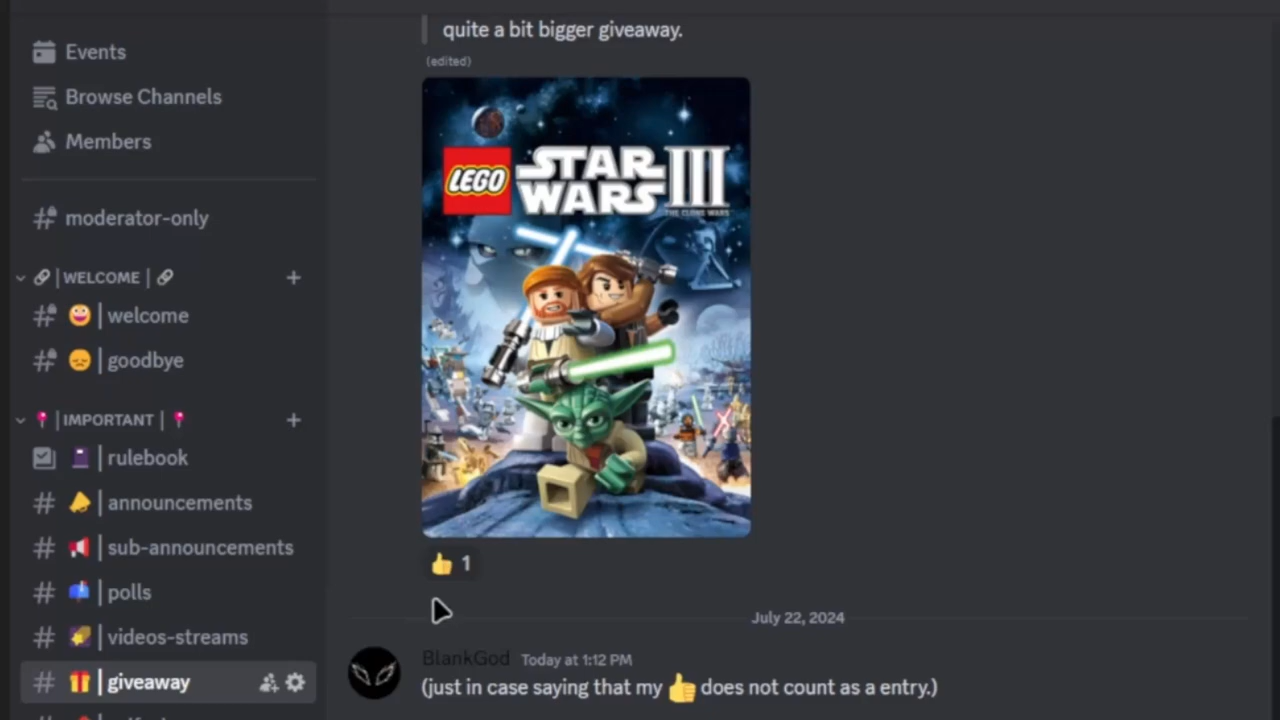 Events
Browse Channels
Members
moderator-only
| WELCOME |
| welcome
| goodbye
| IMPORTANT |
| rulebook
| announcements
| sub-announcements
| polls
| videos-streams
| giveaway
quite a bit bigger giveaway.
(edited)
LEGO
STAR WARS III
THE CLONE WARS
👍 1
July 22, 2024
BlankGod Today at 1:12 PM
(just in case saying that my 👍 does not count as a entry.)